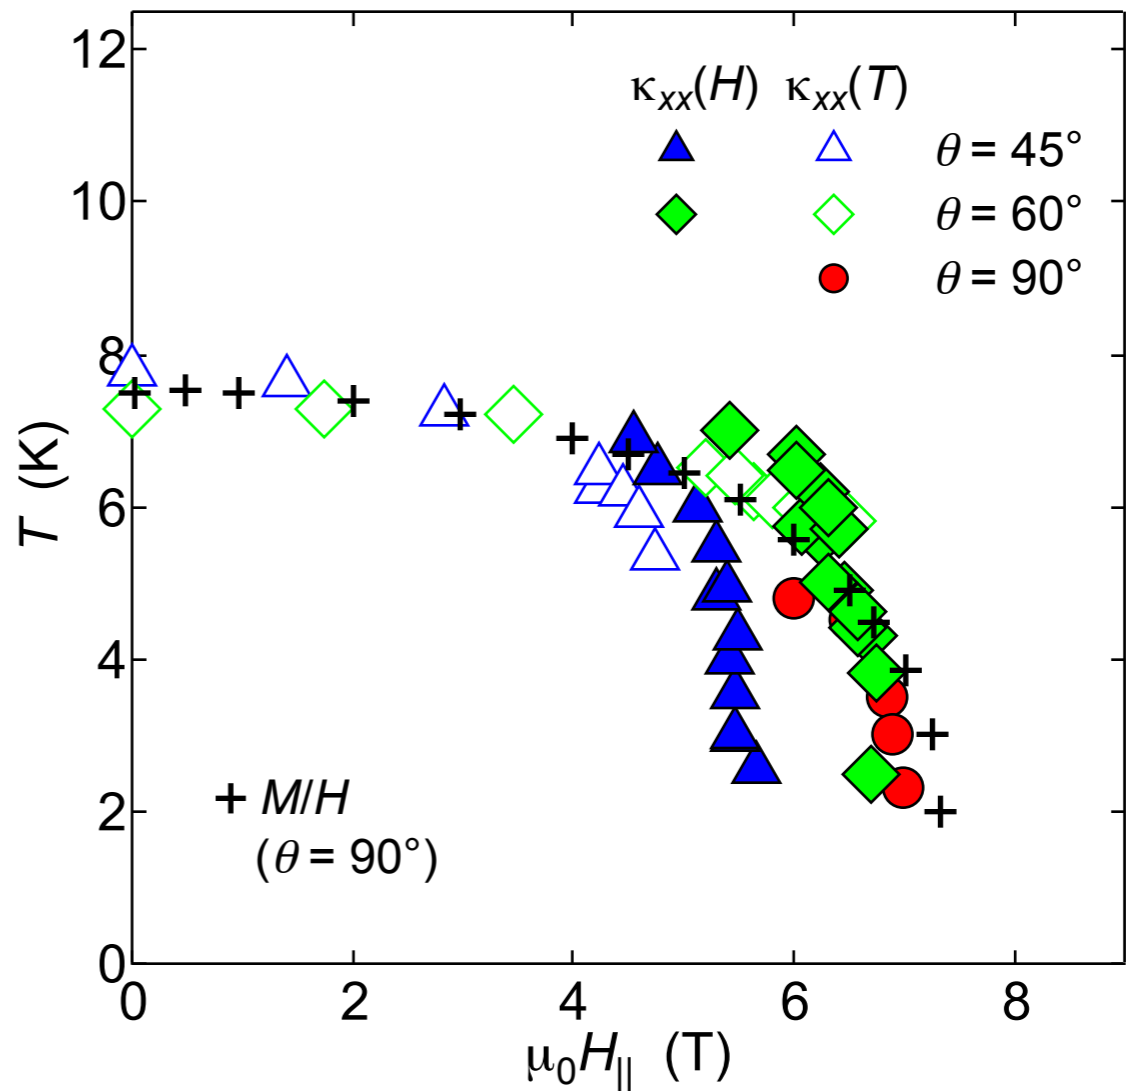 12
10
8
6
4
2
0
T (K)
κxx(H) κxx(T)
θ = 45°
θ = 60°
θ = 90°
+ M/H
(θ = 90°)
0 2 4 6 8
μ0H|| (T)